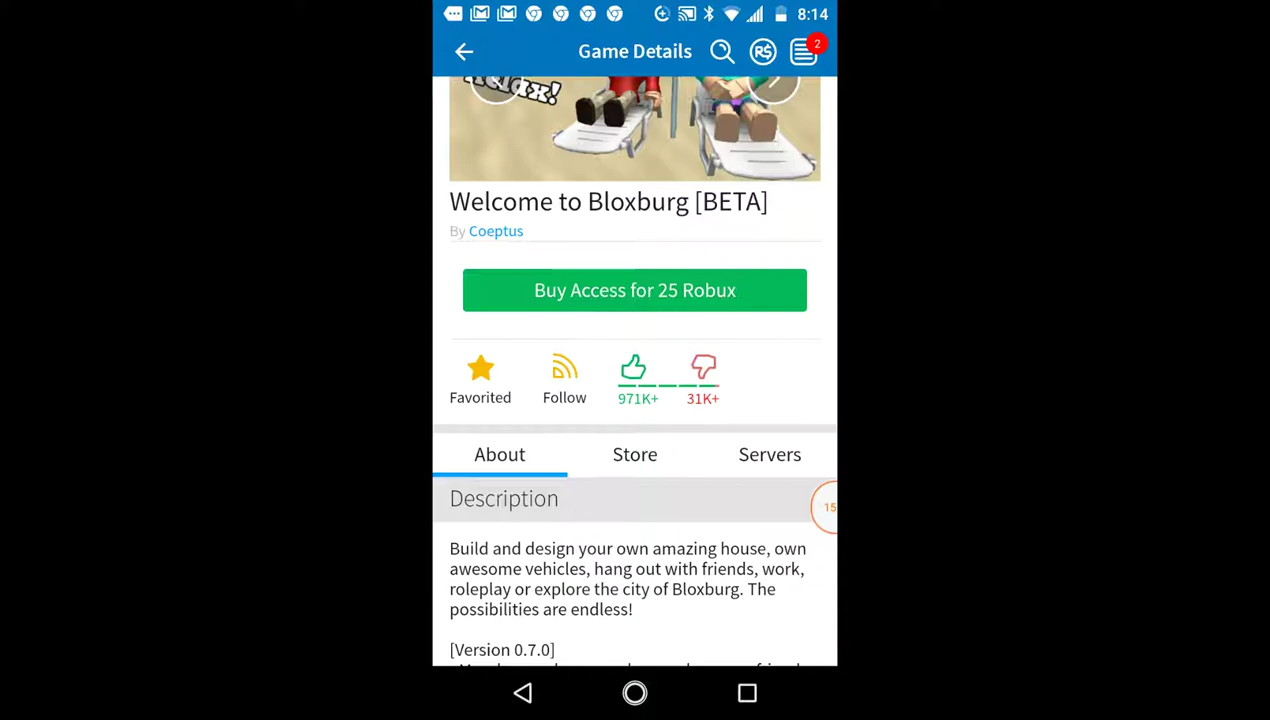 8:14
Game Details
2
Relax!
Welcome to Bloxburg [BETA]
By Coeptus
Buy Access for 25 Robux
Favorited
Follow
971K+
31K+
About
Store
Servers
Description
15
Build and design your own amazing house, own
awesome vehicles, hang out with friends, work,
roleplay or explore the city of Bloxburg. The
possibilities are endless!
[Version 0.7.0]